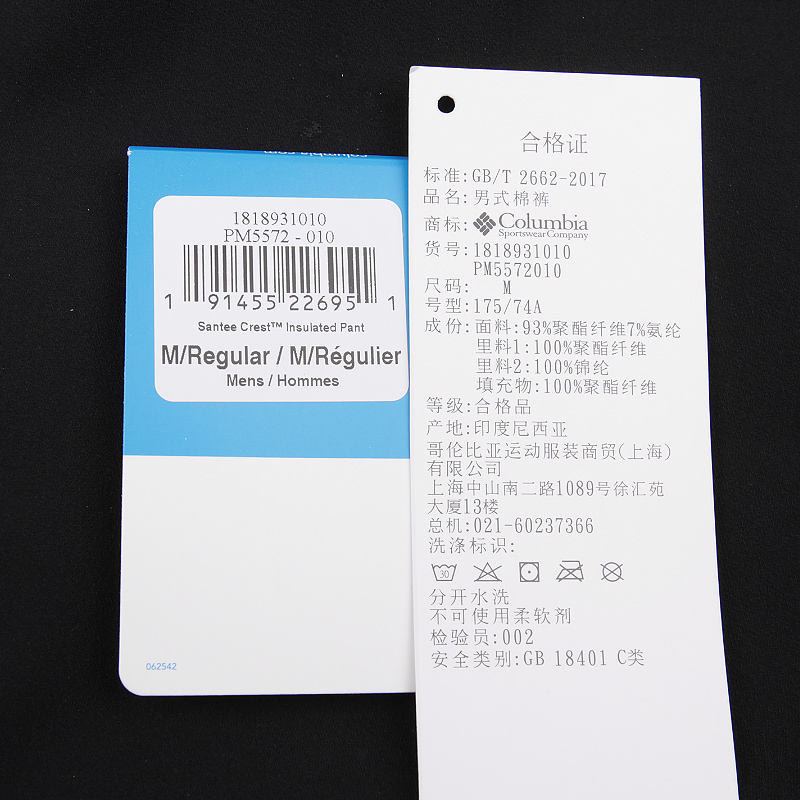 columbia.com
1818931010
PM5572 - 010
1 91455 22695 1
Santee Crest™ Insulated Pant
M/Regular / M/Régulier
Mens / Hommes
062542
合格证
标准:GB/T 2662-2017
品名:男式棉裤
商标: Columbia
Sportswear Company
货号:1818931010
PM5572010
尺码: M
号型:175/74A
成份:面料:93%聚酯纤维7%氨纶
里料1:100%聚酯纤维
里料2:100%锦纶
填充物:100%聚酯纤维
等级:合格品
产地:印度尼西亚
哥伦比亚运动服装商贸(上海)
有限公司
上海中山南二路1089号徐汇苑
大厦13楼
总机:021-60237366
洗涤标识:
30
分开水洗
不可使用柔软剂
检验员:002
安全类别:GB 18401 C类